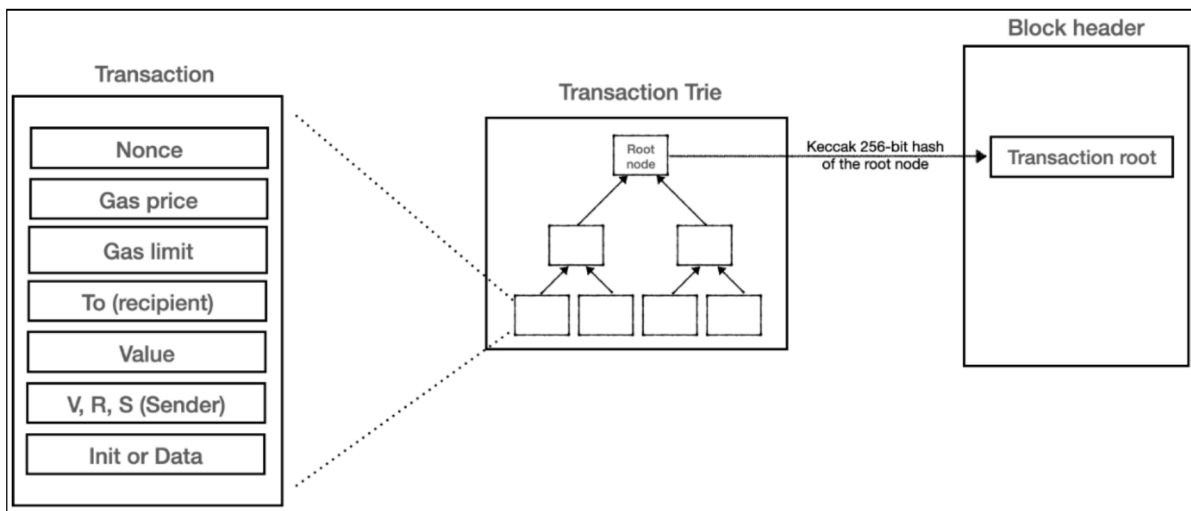 Block header
Transaction
Transaction Trie
Nonce
Gas price
Gas limit
To (recipient)
Value
V, R, S (Sender)
Init or Data
Root
node
Keccak 256-bit hash
of the root node
Transaction root